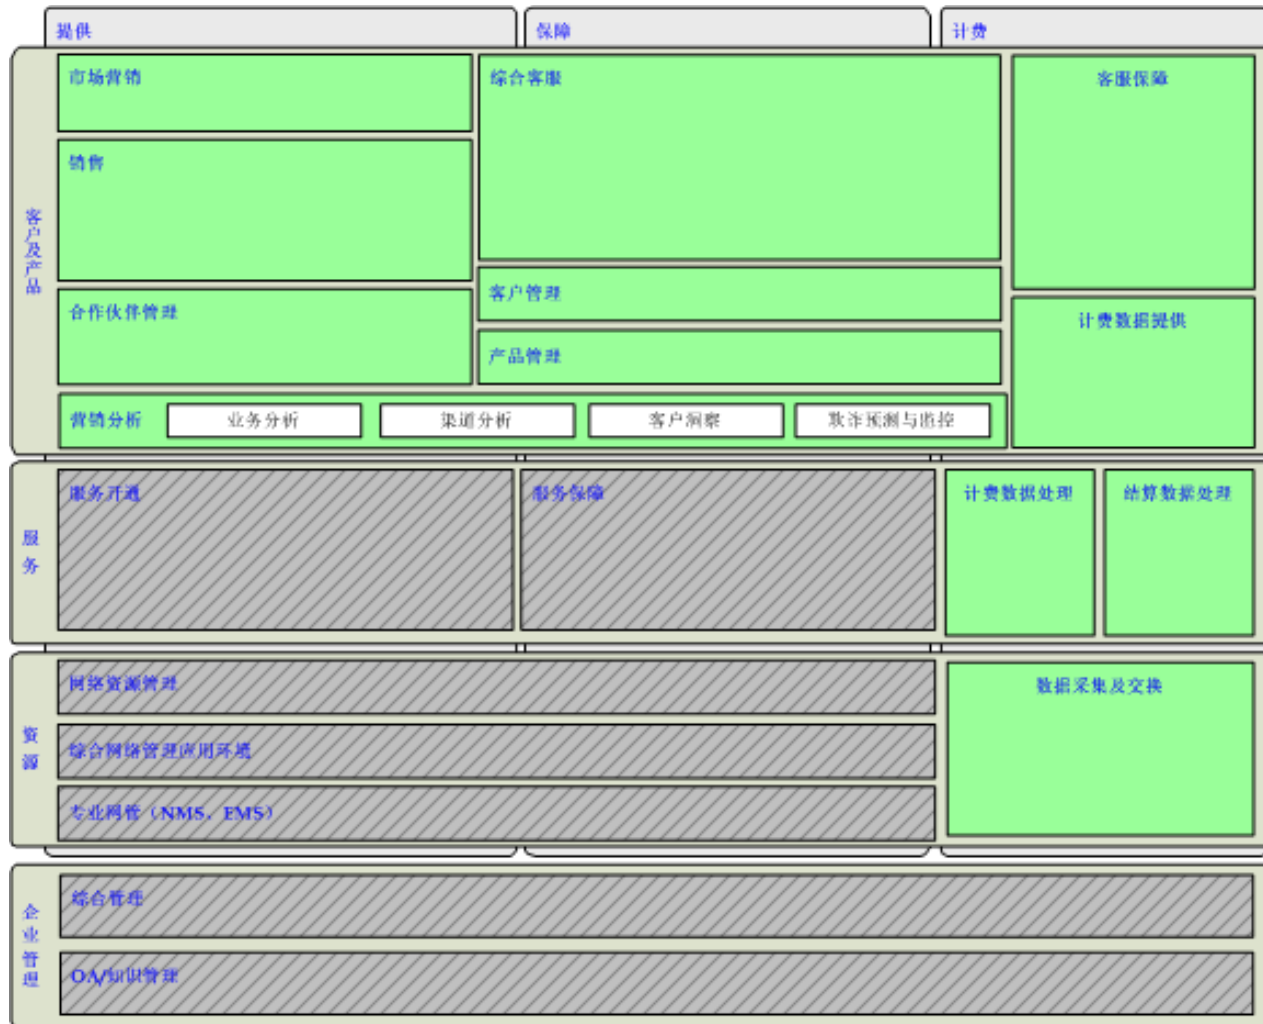 提供
保障
计费
客户及产品
市场营销
综合客服
客服保障
销售
客户管理
合作伙伴管理
计费数据提供
产品管理
营销分析
业务分析
渠道分析
客户洞察
欺诈预测与监控
服务
服务开通
服务保障
计费数据处理
结算数据处理
资源
网络资源管理
数据采集及交换
综合网络管理应用环境
专业网管（NMS、EMS）
企业管理
综合管理
OA/知识管理